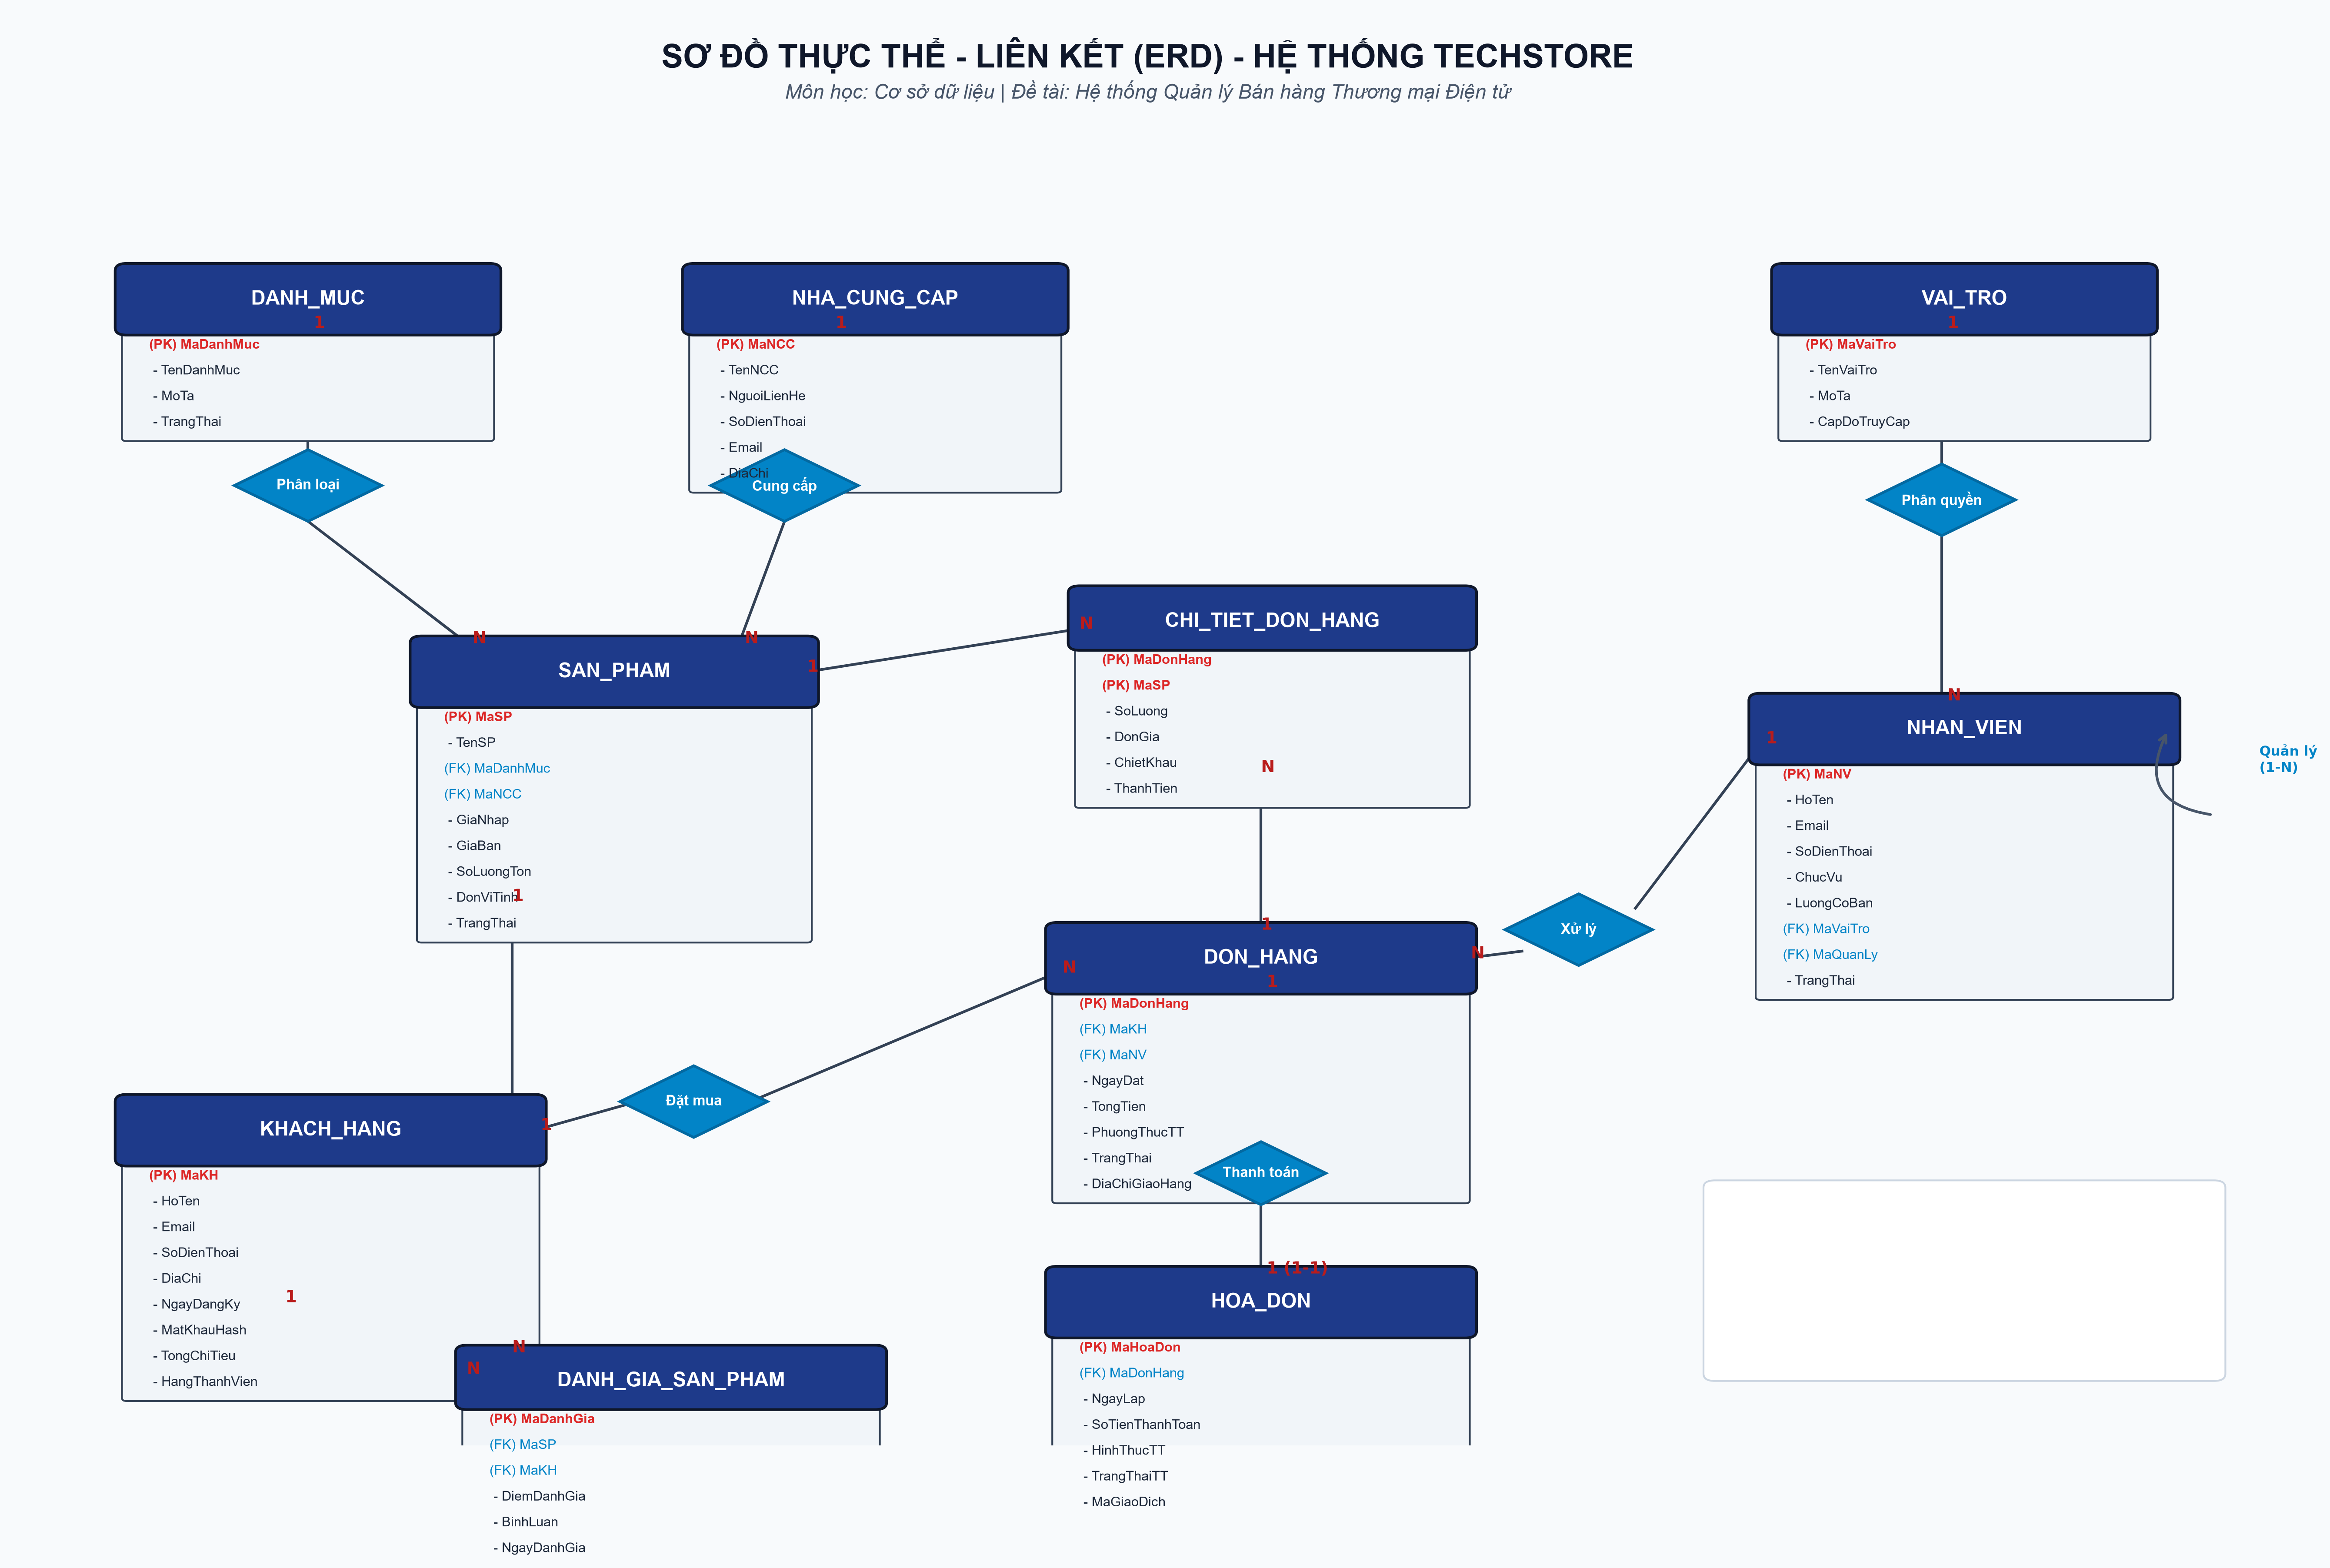 SƠ ĐỒ THỰC THỂ - LIÊN KẾT (ERD) - HỆ THỐNG TECHSTORE
Môn học: Cơ sở dữ liệu | Đề tài: Hệ thống Quản lý Bán hàng Thương mại Điện tử
DANH_MUC
1
(PK) MaDanhMuc
- TenDanhMuc
- MoTa
- TrangThai
Phân loại
NHA_CUNG_CAP
1
(PK) MaNCC
- TenNCC
- NguoiLienHe
- SoDienThoai
- Email
- DiaChi
Cung cấp
VAI_TRO
1
(PK) MaVaiTro
- TenVaiTro
- MoTa
- CapDoTruyCap
Phân quyền
N
N
SAN_PHAM
1
(PK) MaSP
- TenSP
(FK) MaDanhMuc
(FK) MaNCC
- GiaNhap
- GiaBan
- SoLuongTon
- DonViTinh
1
- TrangThai
N
CHI_TIET_DON_HANG
(PK) MaDonHang
(PK) MaSP
- SoLuong
- DonGia
- ChietKhau
N
- ThanhTien
N
NHAN_VIEN
1
(PK) MaNV
- HoTen
- Email
- SoDienThoai
- ChucVu
- LuongCoBan
(FK) MaVaiTro
(FK) MaQuanLy
- TrangThai
Quản lý
(1-N)
Xử lý
1
N
DON_HANG
N
1
(PK) MaDonHang
(FK) MaKH
(FK) MaNV
- NgayDat
- TongTien
- PhuongThucTT
- TrangThai
- DiaChiGiaoHang
Thanh toán
Đặt mua
KHACH_HANG
1
(PK) MaKH
- HoTen
- Email
- SoDienThoai
- DiaChi
- NgayDangKy
1
- MatKhauHash
- TongChiTieu
- HangThanhVien
N
N
DANH_GIA_SAN_PHAM
(PK) MaDanhGia
(FK) MaSP
(FK) MaKH
- DiemDanhGia
- BinhLuan
- NgayDanhGia
1 (1-1)
HOA_DON
(PK) MaHoaDon
(FK) MaDonHang
- NgayLap
- SoTienThanhToan
- HinhThucTT
- TrangThaiTT
- MaGiaoDich